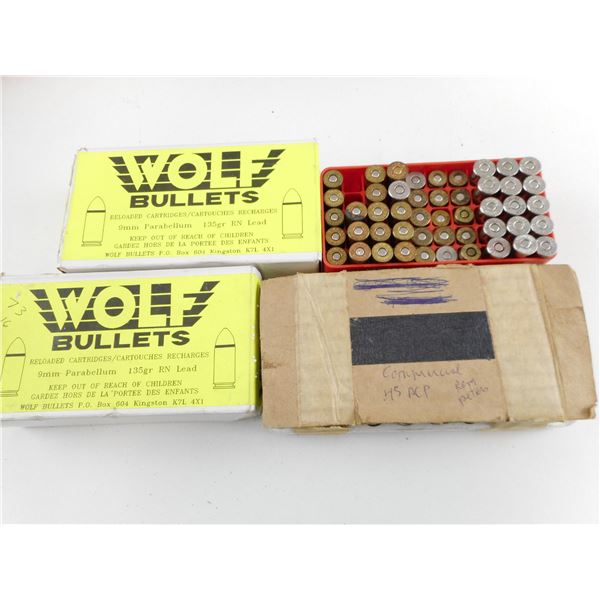 WOLF
BULLETS
RELOADED CARTRIDGES/CARTOUCHES RECHARGES
9mm Parabellum 135gr RN Lead
KEEP OUT OF REACH OF CHILDREN
GARDEZ HORS DE LA PORTEE DES ENFANTS
WOLF BULLETS P.O. Box 604 Kingston K7L 4X1
WOLF
BULLETS
RELOADED CARTRIDGES/CARTOUCHES RECHARGES
9mm Parabellum 135gr RN Lead
KEEP OUT OF REACH OF CHILDREN
GARDEZ HORS DE LA PORTEE DES ENFANTS
WOLF BULLETS P.O. Box 604 Kingston K7L 4X1
73
Commercial
45 ACP